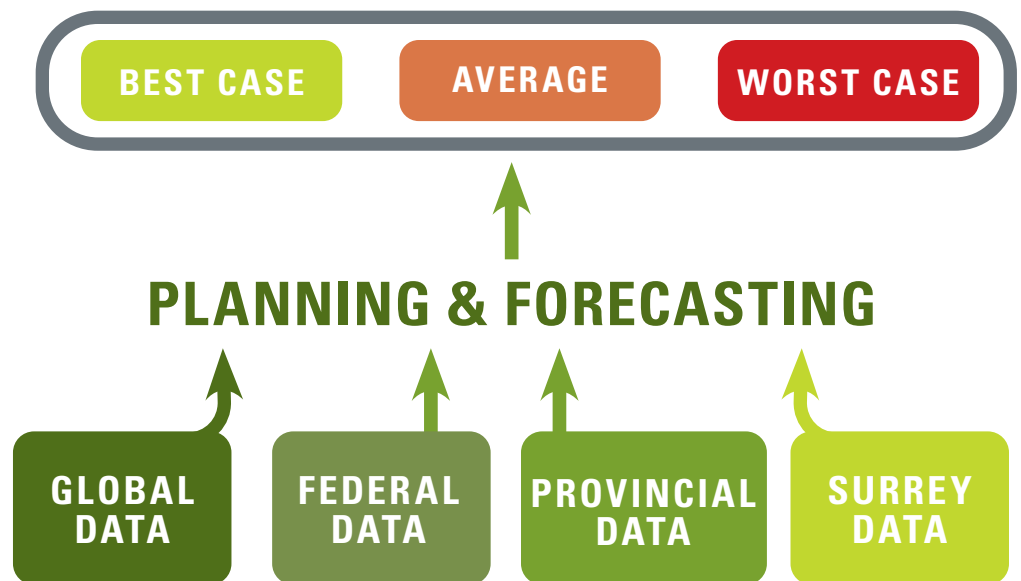 BEST CASE
AVERAGE
WORST CASE
PLANNING & FORECASTING
GLOBAL
DATA
FEDERAL
DATA
PROVINCIAL
DATA
SURREY
DATA